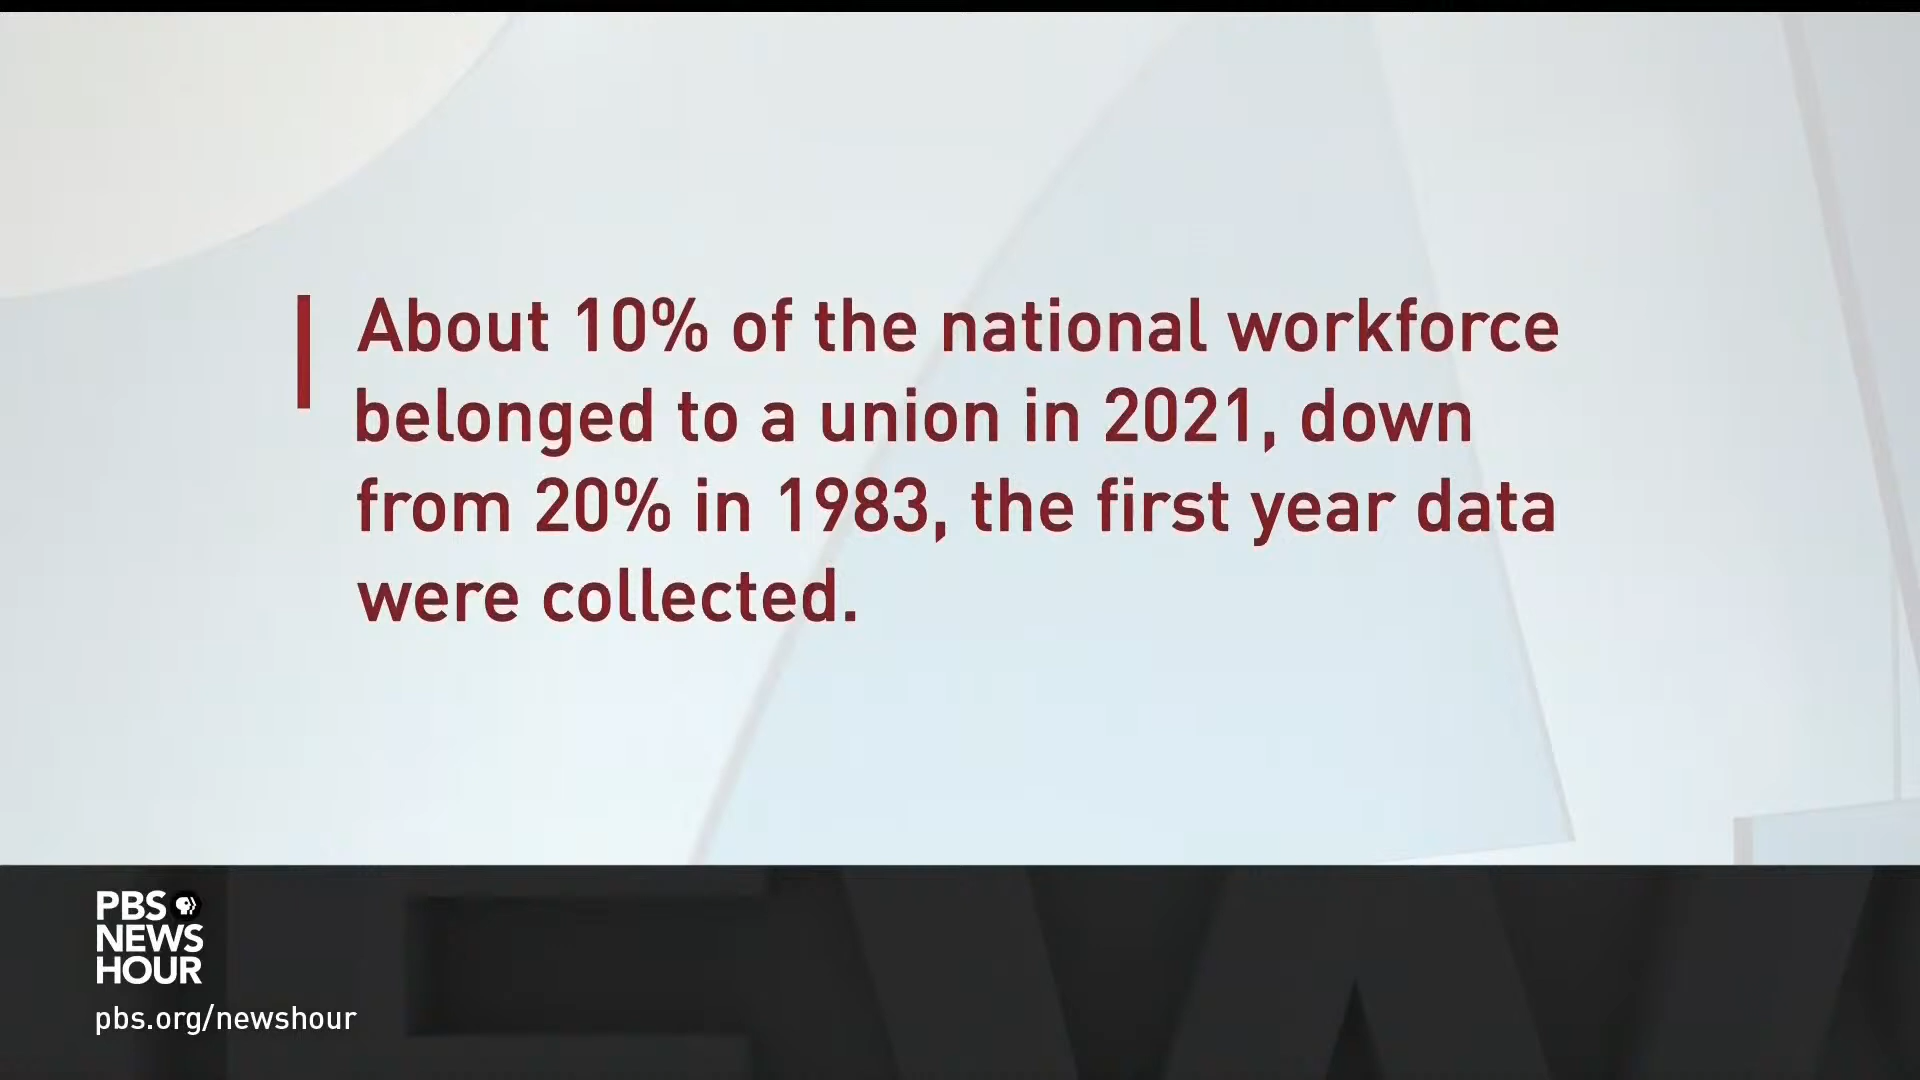 About 10% of the national workforce
belonged to a union in 2021, down
from 20% in 1983, the first year data
were collected.
PBS
NEWS
HOUR
pbs.org/newshour